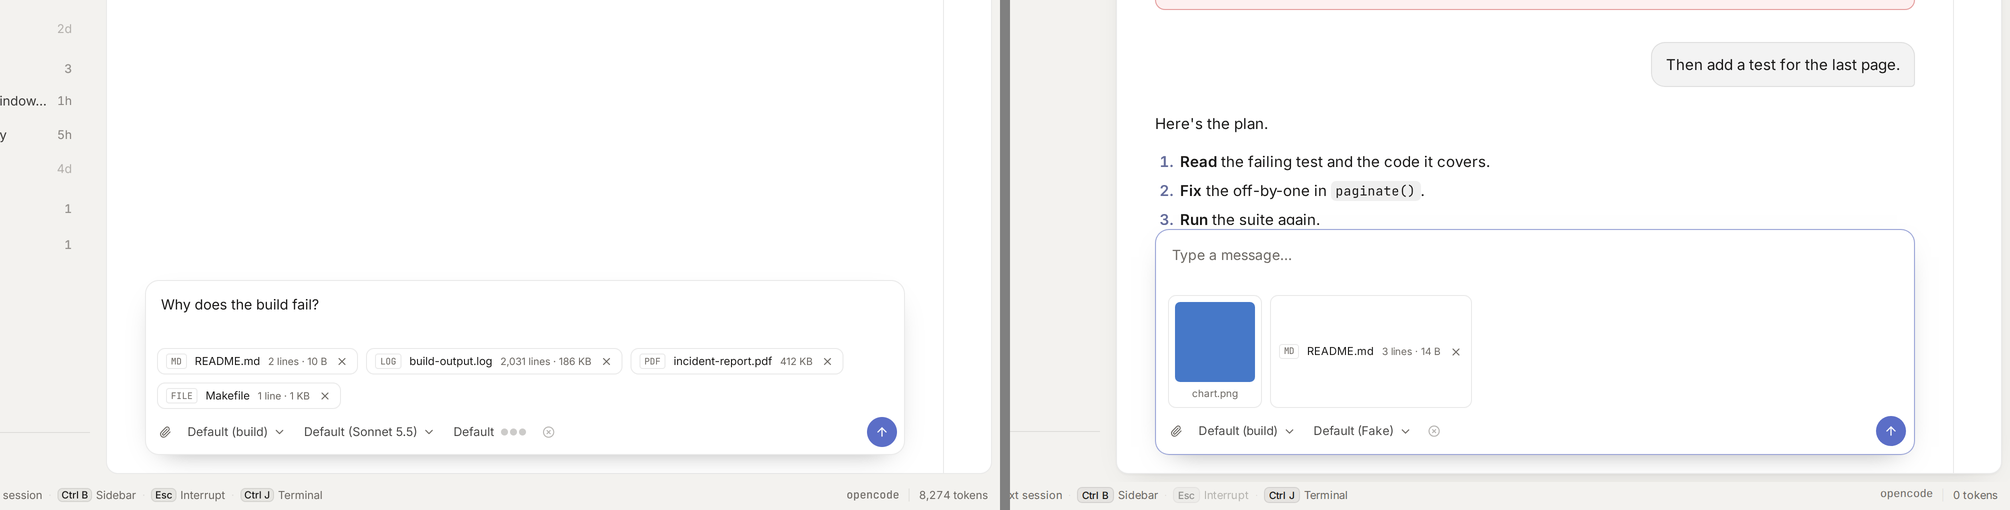 2d
3
indow... 1h
y 5h
4d
1
1
Why does the build fail?
MD README.md 2 lines · 10 B
LOG build-output.log 2,031 lines · 186 KB
PDF incident-report.pdf 412 KB
FILE Makefile 1 line · 1 KB
Default (build) Default (Sonnet 5.5) Default
session · Ctrl B Sidebar · Esc Interrupt · Ctrl J Terminal
opencode 8,274 tokens
Then add a test for the last page.
Here's the plan.
1. Read the failing test and the code it covers.
2. Fix the off-by-one in paginate().
3. Run the suite again.
Type a message...
chart.png
MD README.md 3 lines · 14 B
Default (build) Default (Fake)
xt session · Ctrl B Sidebar · Esc Interrupt · Ctrl J Terminal
opencode 0 tokens